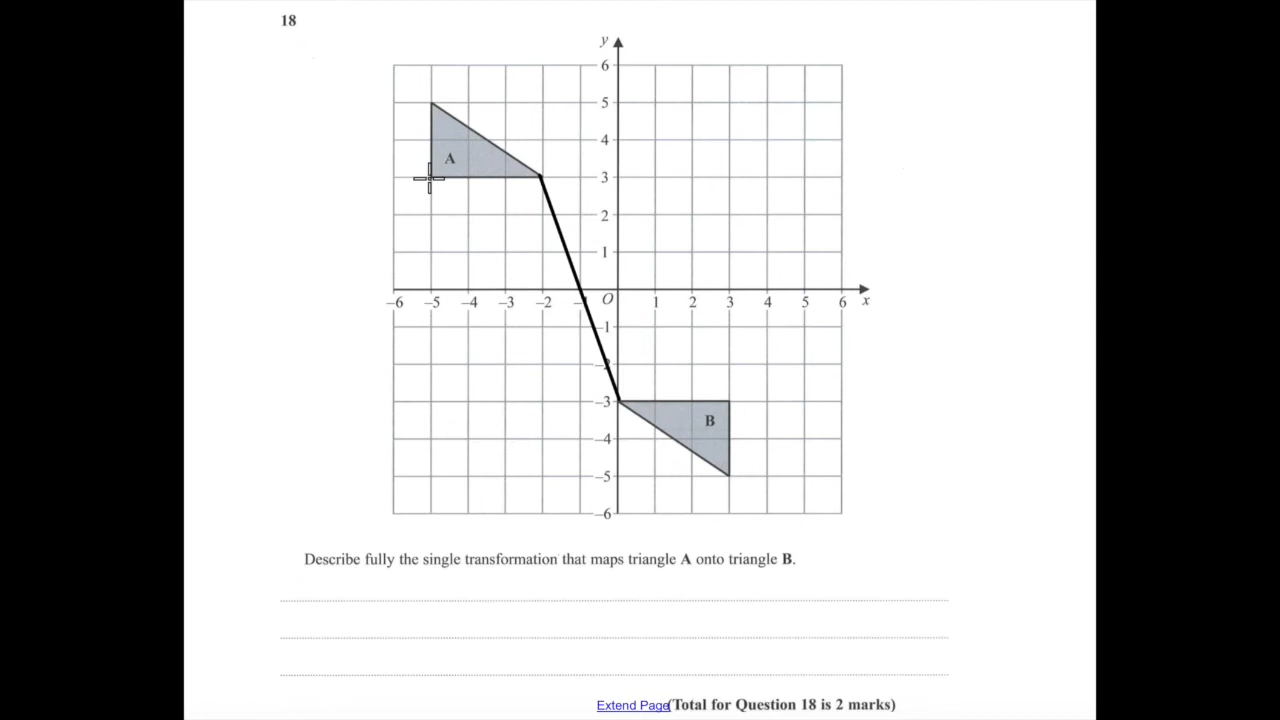 18
y
6
5
4
3
2
1
A
–6 –5 –4 –3 –2 O 1 2 3 4 5 6 x
–1
–3
–4
–5
–6
B
Describe fully the single transformation that maps triangle A onto triangle B.
Extend Page (Total for Question 18 is 2 marks)